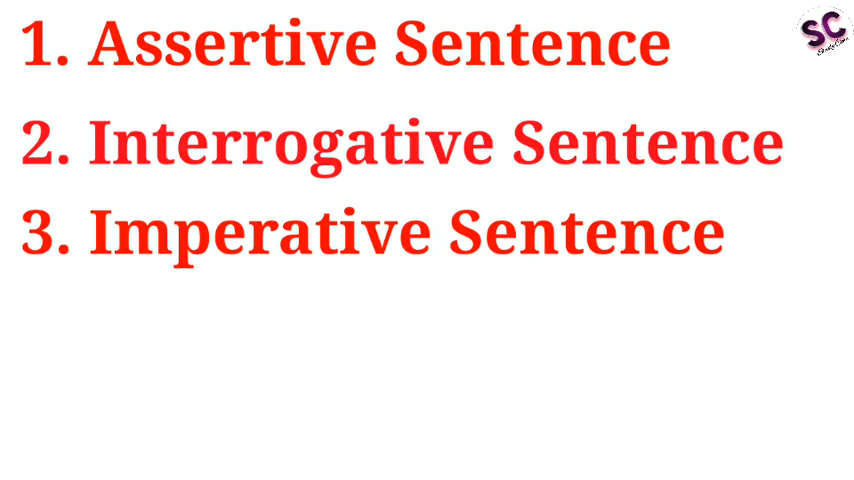 1. Assertive Sentence
SC
2. Interrogative Sentence
3. Imperative Sentence